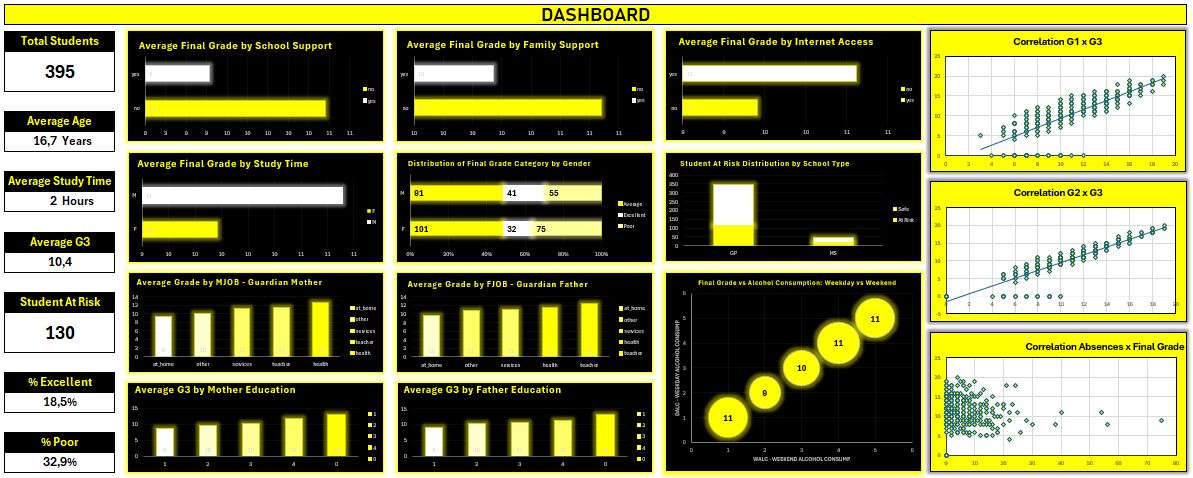 DASHBOARD
Total Students
395
Average Age
16,7 Years
Average Study Time
2 Hours
Average G3
10,4
Student At Risk
130
% Excellent
18,5%
% Poor
32,9%
Average Final Grade by School Support
yes
no
no
yes
9 9 9 9 10 10 10 10 10 11 11
Average Final Grade by Family Support
yes
no
no
yes
10 10 10 10 11 11
Average Final Grade by Internet Access
yes
no
no
yes
9 9 10 10 11 11
Average Final Grade by Study Time
M
F
F
M
Distribution of Final Grade Category by Gender
M 91 41 55
F 101 32 75
Average
Excellent
Poor
0% 20% 40% 60% 80% 100%
Student At Risk Distribution by School Type
400
350
300
250
200
150
100
50
0
GP MS
Safe
At Risk
Average Grade by MJOB - Guardian Mother
14
12
10
8
6
4
2
0
at_home other services teacher health
at_home
other
services
teacher
health
Average Grade by FJOB - Guardian Father
14
12
10
8
6
4
2
0
at_home other services health teacher
at_home
other
services
health
teacher
Final Grade vs Alcohol Consumption: Weekday vs Weekend
DALC - WEEKDAY ALCOHOL CONSUMP
6
5
4
3
2
1
0
11
9
10
11
11
0 1 2 3 4 5 6
WALC - WEEKEND ALCOHOL CONSUMP
Average G3 by Mother Education
15
10
5
0
1 2 3 4 0
1
2
3
4
0
Average G3 by Father Education
15
10
5
0
1 2 3 4 0
1
2
3
4
0
Correlation G1 x G3
25
20
15
10
5
0
0 2 4 6 8 10 12 14 16 18 20
Correlation G2 x G3
25
20
15
10
5
0
-5
0 2 4 6 8 10 12 14 16 18 20
Correlation Absences x Final Grade
25
20
15
10
5
0
0 10 20 30 40 50 60 70 80